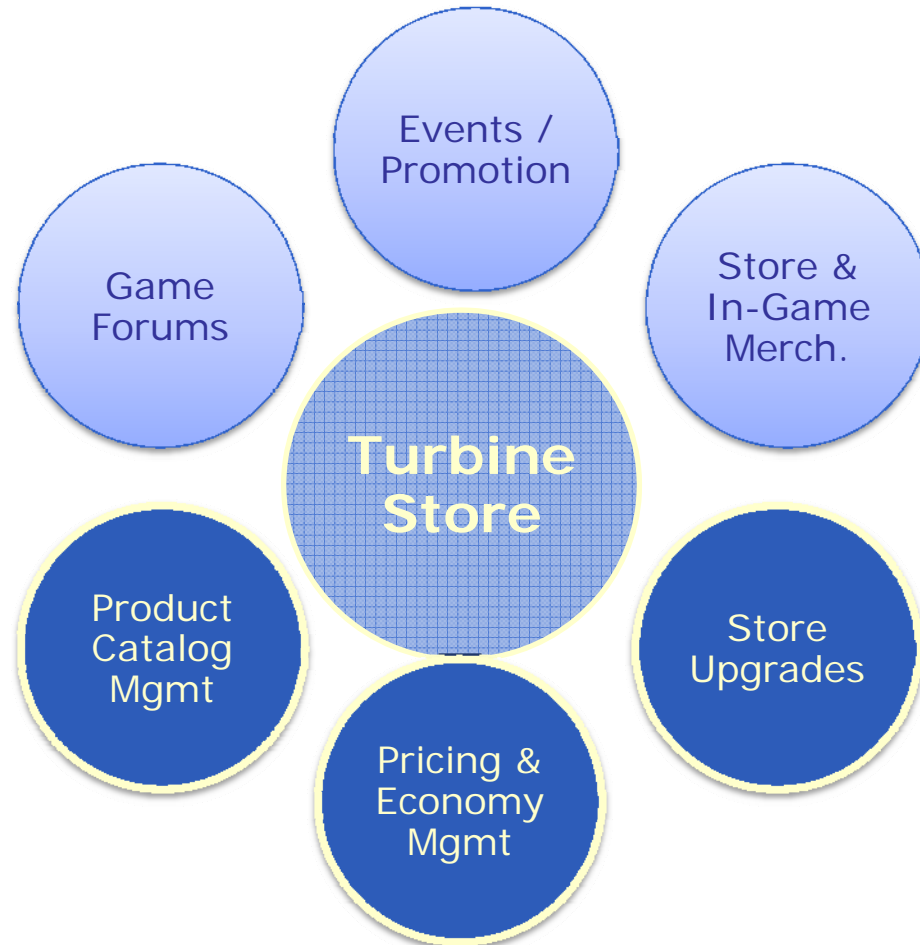 Events /
Promotion
Game
Forums
Store &
In-Game
Merch.
Turbine
Store
Product
Catalog
Mgmt
Store
Upgrades
Pricing &
Economy
Mgmt